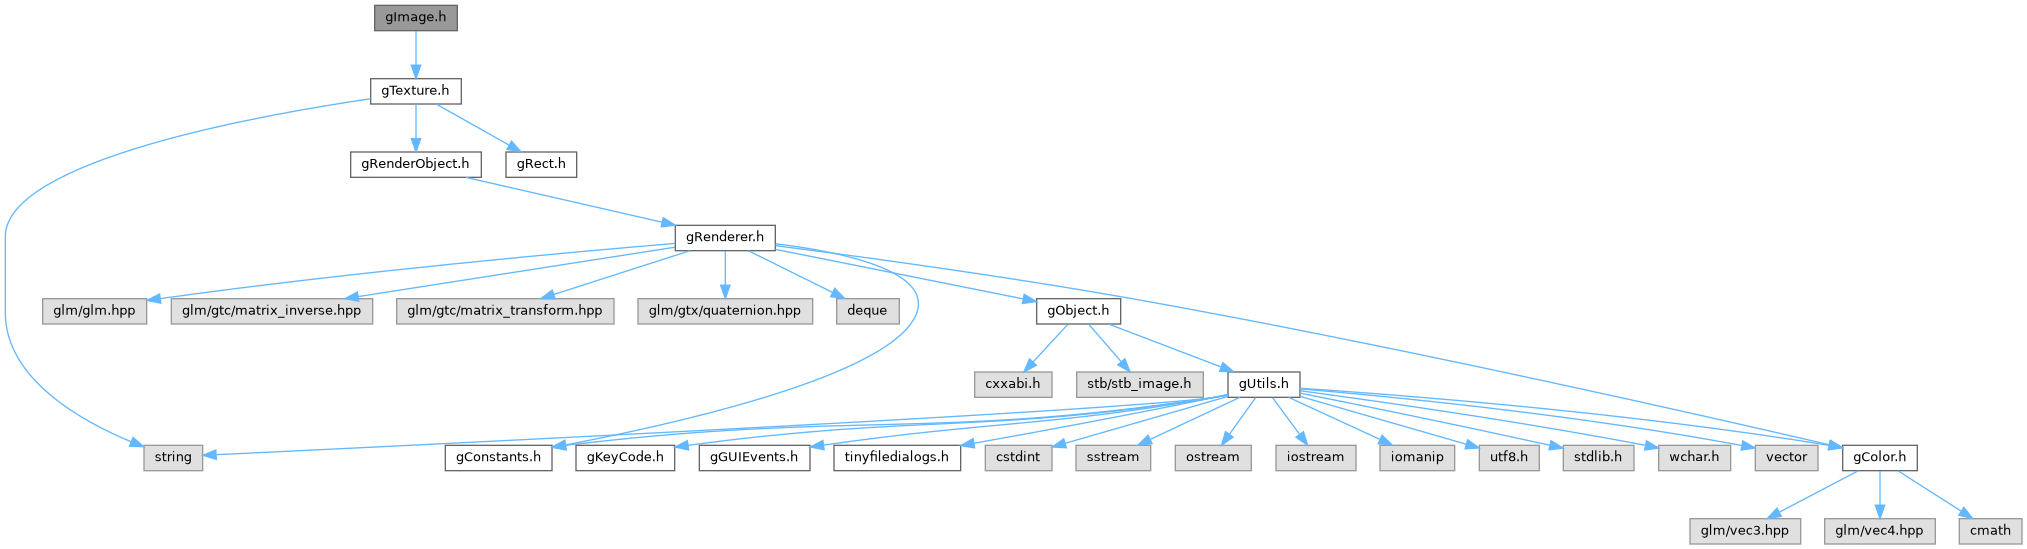 gImage.h
gTexture.h
gRenderObject.h
gRect.h
gRenderer.h
glm/glm.hpp
glm/gtc/matrix_inverse.hpp
glm/gtc/matrix_transform.hpp
glm/gtx/quaternion.hpp
deque
gObject.h
cxxabi.h
stb/stb_image.h
gUtils.h
string
gConstants.h
gKeyCode.h
gGUIEvents.h
tinyfiledialogs.h
cstdint
sstream
ostream
iostream
iomanip
utf8.h
stdlib.h
wchar.h
vector
gColor.h
glm/vec3.hpp
glm/vec4.hpp
cmath